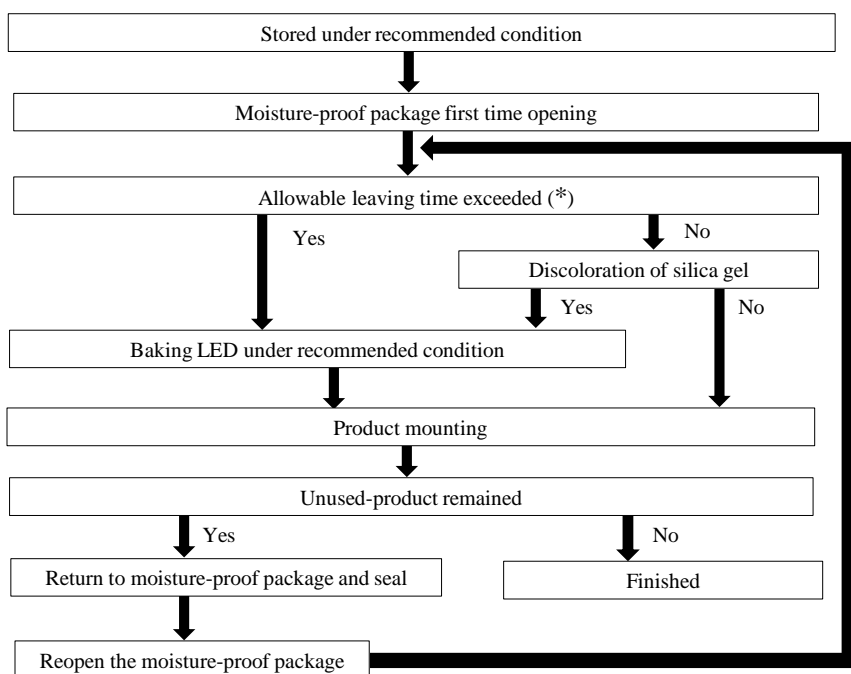 Stored under recommended condition
Moisture-proof package first time opening
Allowable leaving time exceeded (*)
Yes
No
Discoloration of silica gel
Yes
No
Baking LED under recommended condition
Product mounting
Unused-product remained
Yes
No
Return to moisture-proof package and seal
Finished
Reopen the moisture-proof package